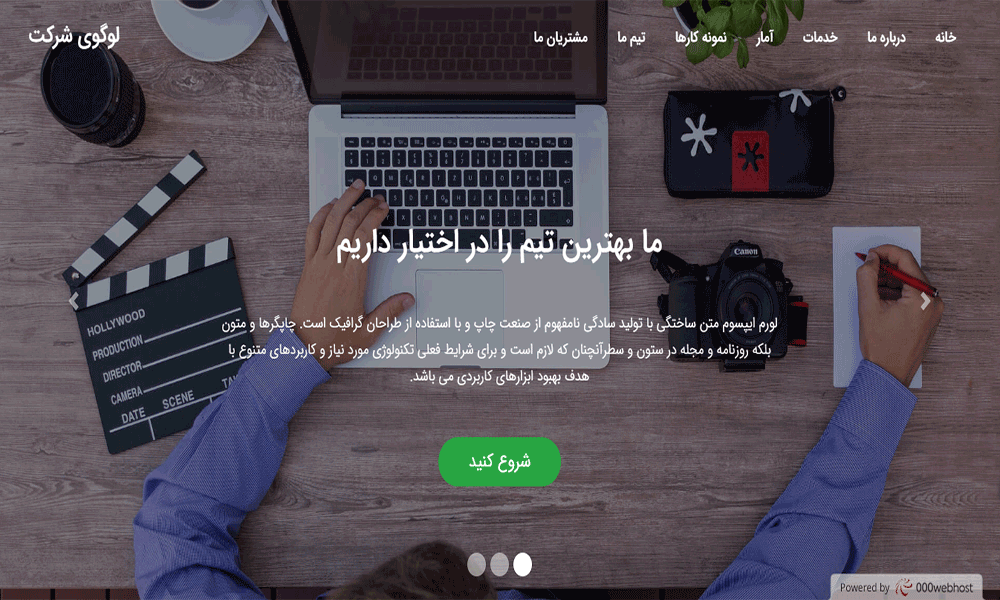 خانه
درباره ما
خدمات
آمار
نمونه کارها
تیم ما
مشتریان ما
لوگوی شرکت
ما بهترین تیم را در اختیار داریم
لورم ایپسوم متن ساختگی با تولید سادگی نامفهوم از صنعت چاپ و با استفاده از طراحان گرافیک است. چاپگرها و متون
بلکه روزنامه و مجله در ستون و سطرآنچنان که لازم است و برای شرایط فعلی تکنولوژی مورد نیاز و کاربردهای متنوع با
هدف بهبود ابزارهای کاربردی می باشد.
شروع کنید
HOLLYWOOD
PRODUCTION
DIRECTOR
CAMERA
DATE SCENE
Canon
Powered by 000webhost